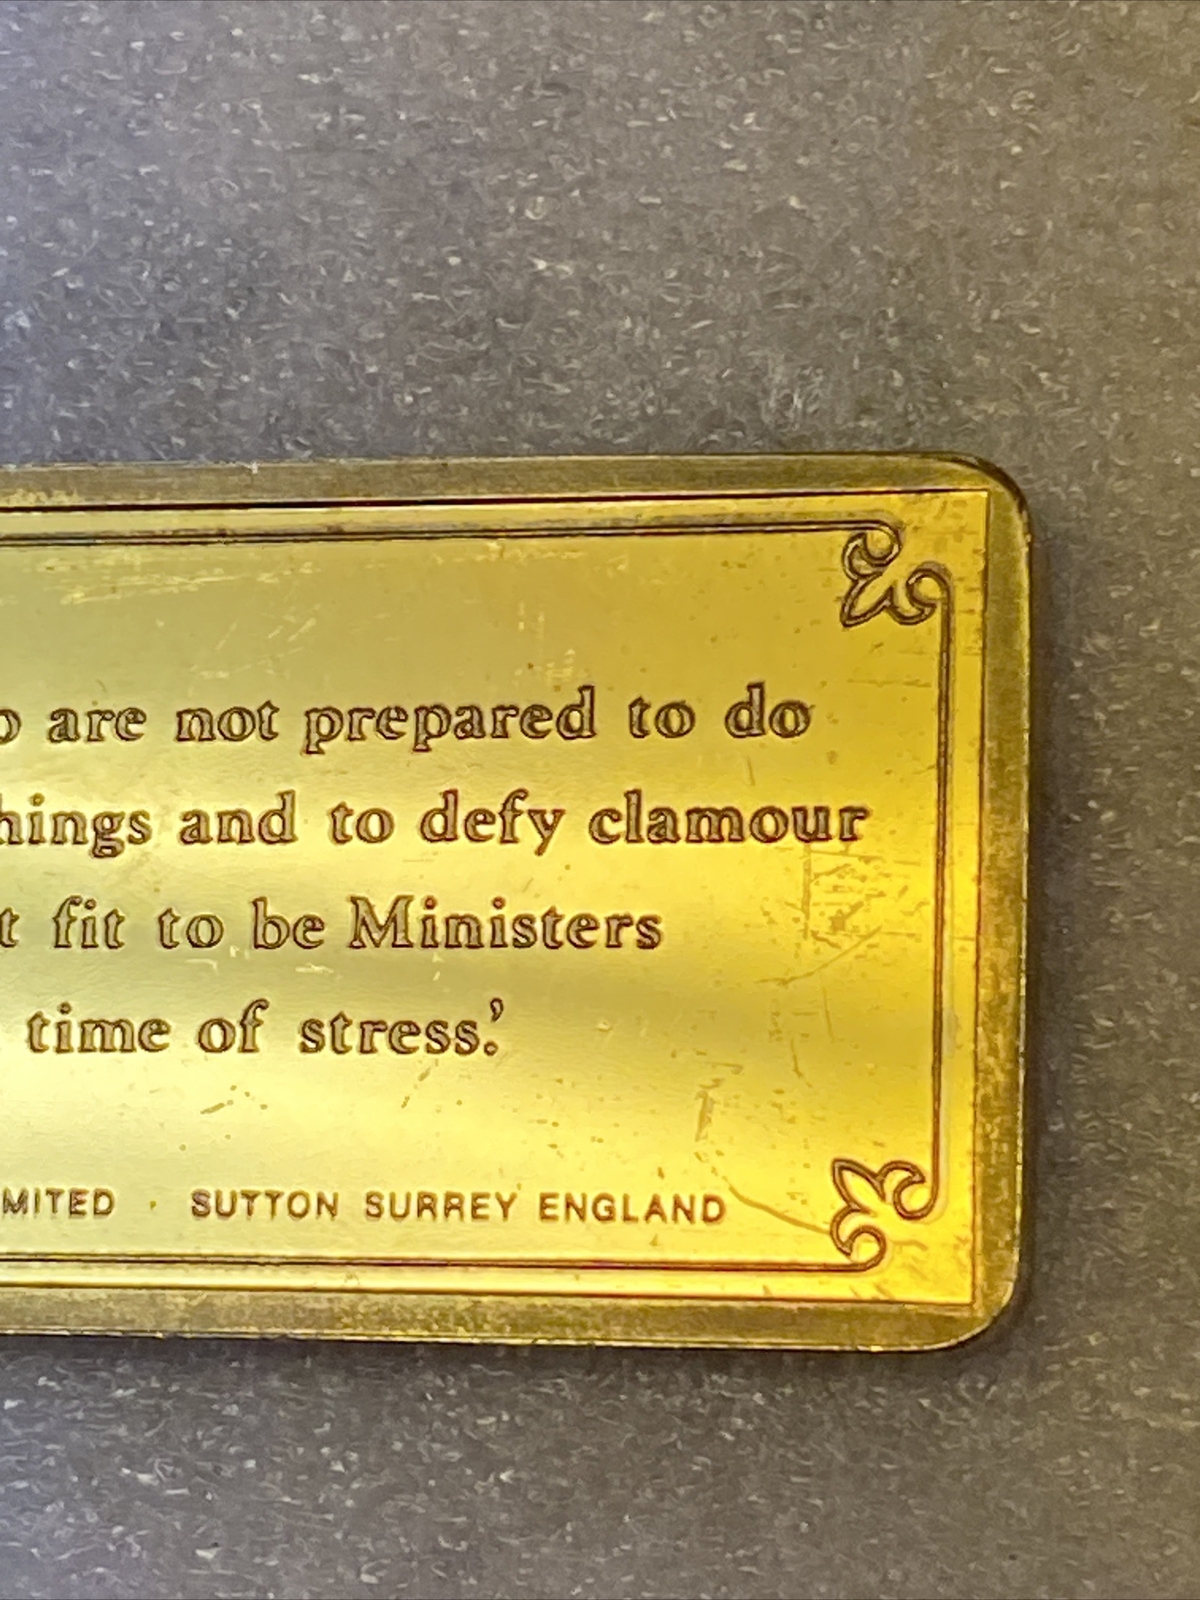 o are not prepared to do
hings and to defy clamour
t fit to be Ministers
time of stress.'
MITED · SUTTON SURREY ENGLAND